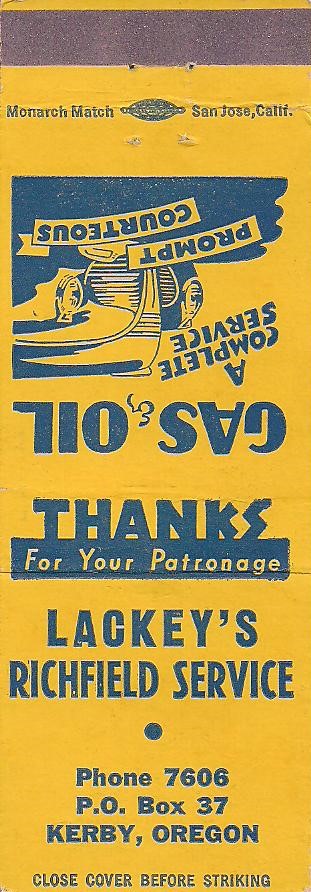 Monarch Match San Jose, Calif.
GAS & OIL
A
COMPLETE
SERVICE
PROMPT
COURTEOUS
THANKS
For Your Patronage
LACKEY'S
RICHFIELD SERVICE
Phone 7606
P.O. Box 37
KERBY, OREGON
CLOSE COVER BEFORE STRIKING